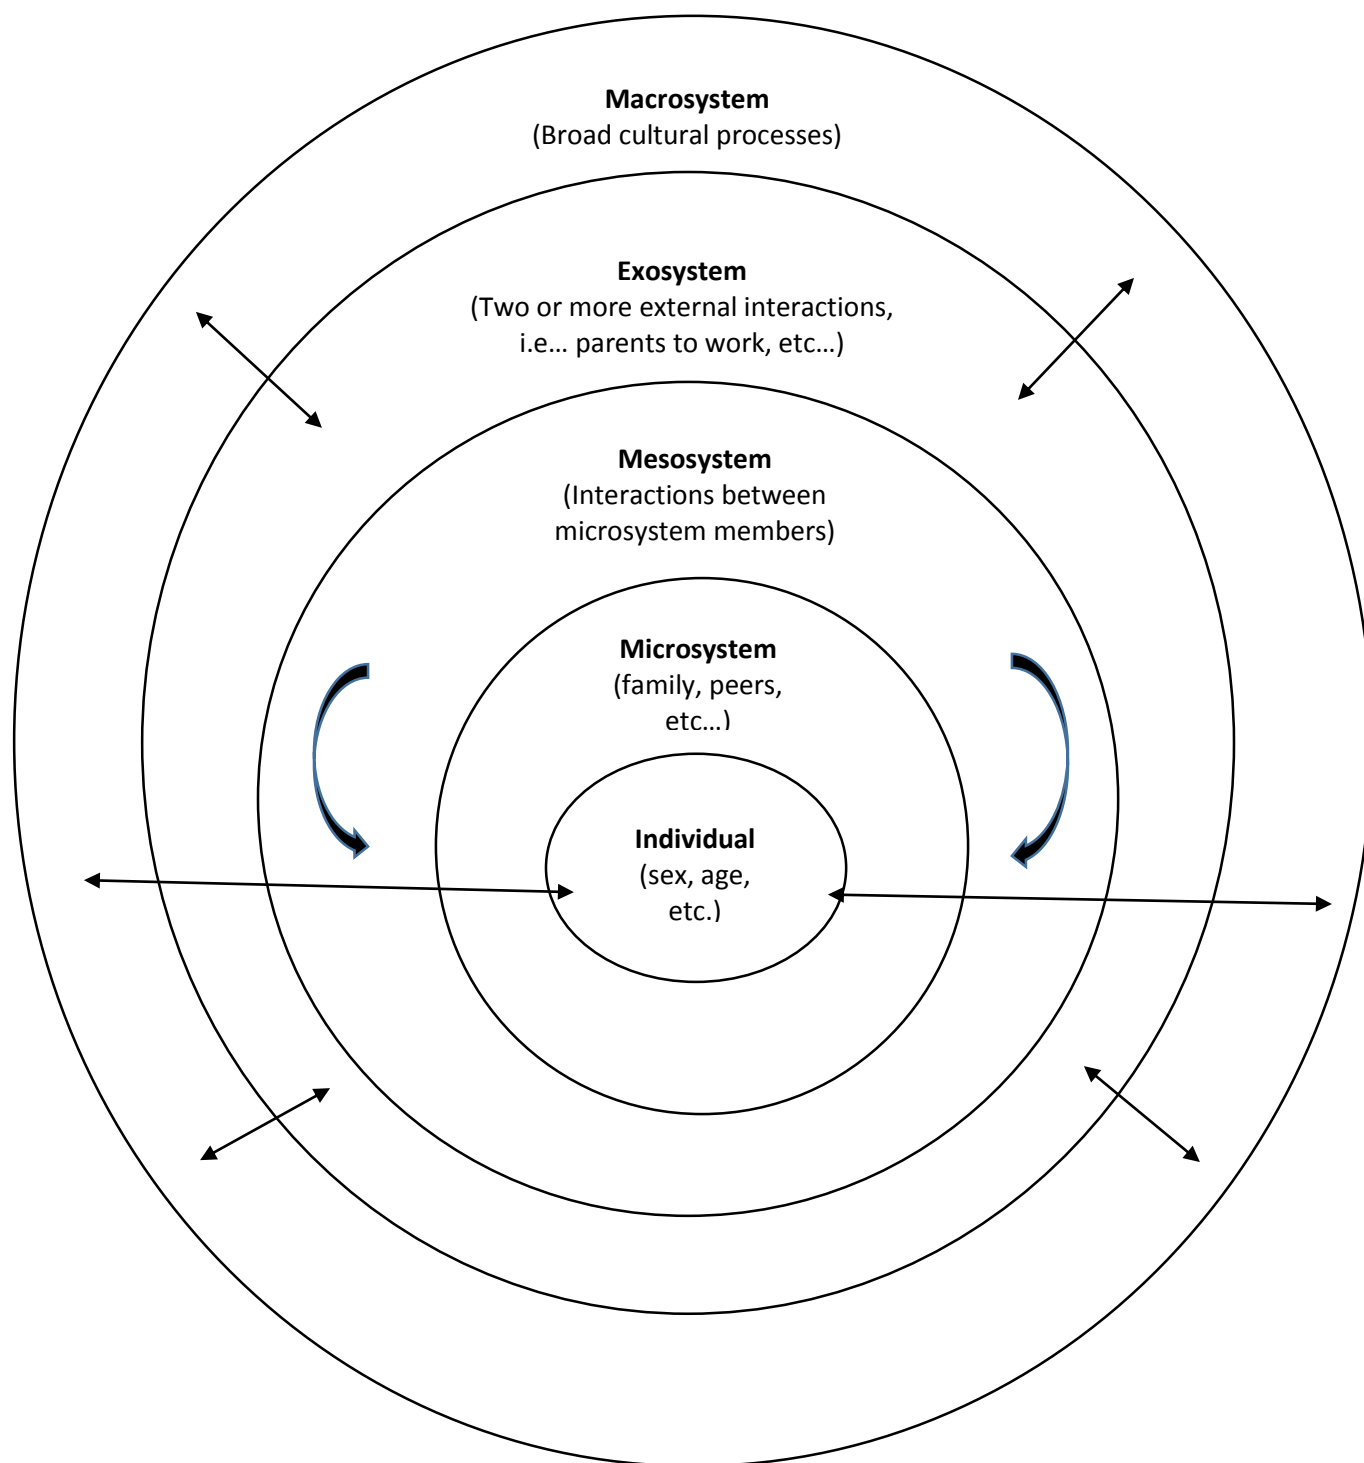 Macrosystem
(Broad cultural processes)
Exosystem
(Two or more external interactions,
i.e... parents to work, etc...)
Mesosystem
(Interactions between
microsystem members)
Microsystem
(family, peers,
etc...)
Individual
(sex, age,
etc.)